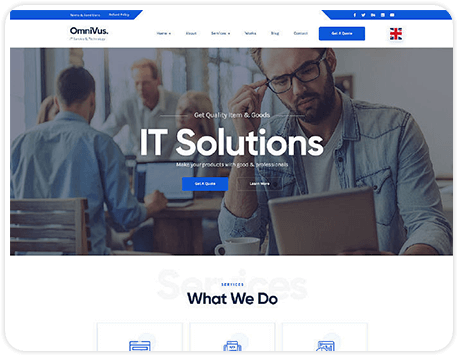 Terms & Conditions
Refund Policy
OmniVus.
IT Service & Technology
Home
About
Services
Works
Blog
Contact
Get A Quote
Get Quality Item & Goods
IT Solutions
Make your products with good & professionals
Get A Quote
Learn More
Services
SERVICES
What We Do